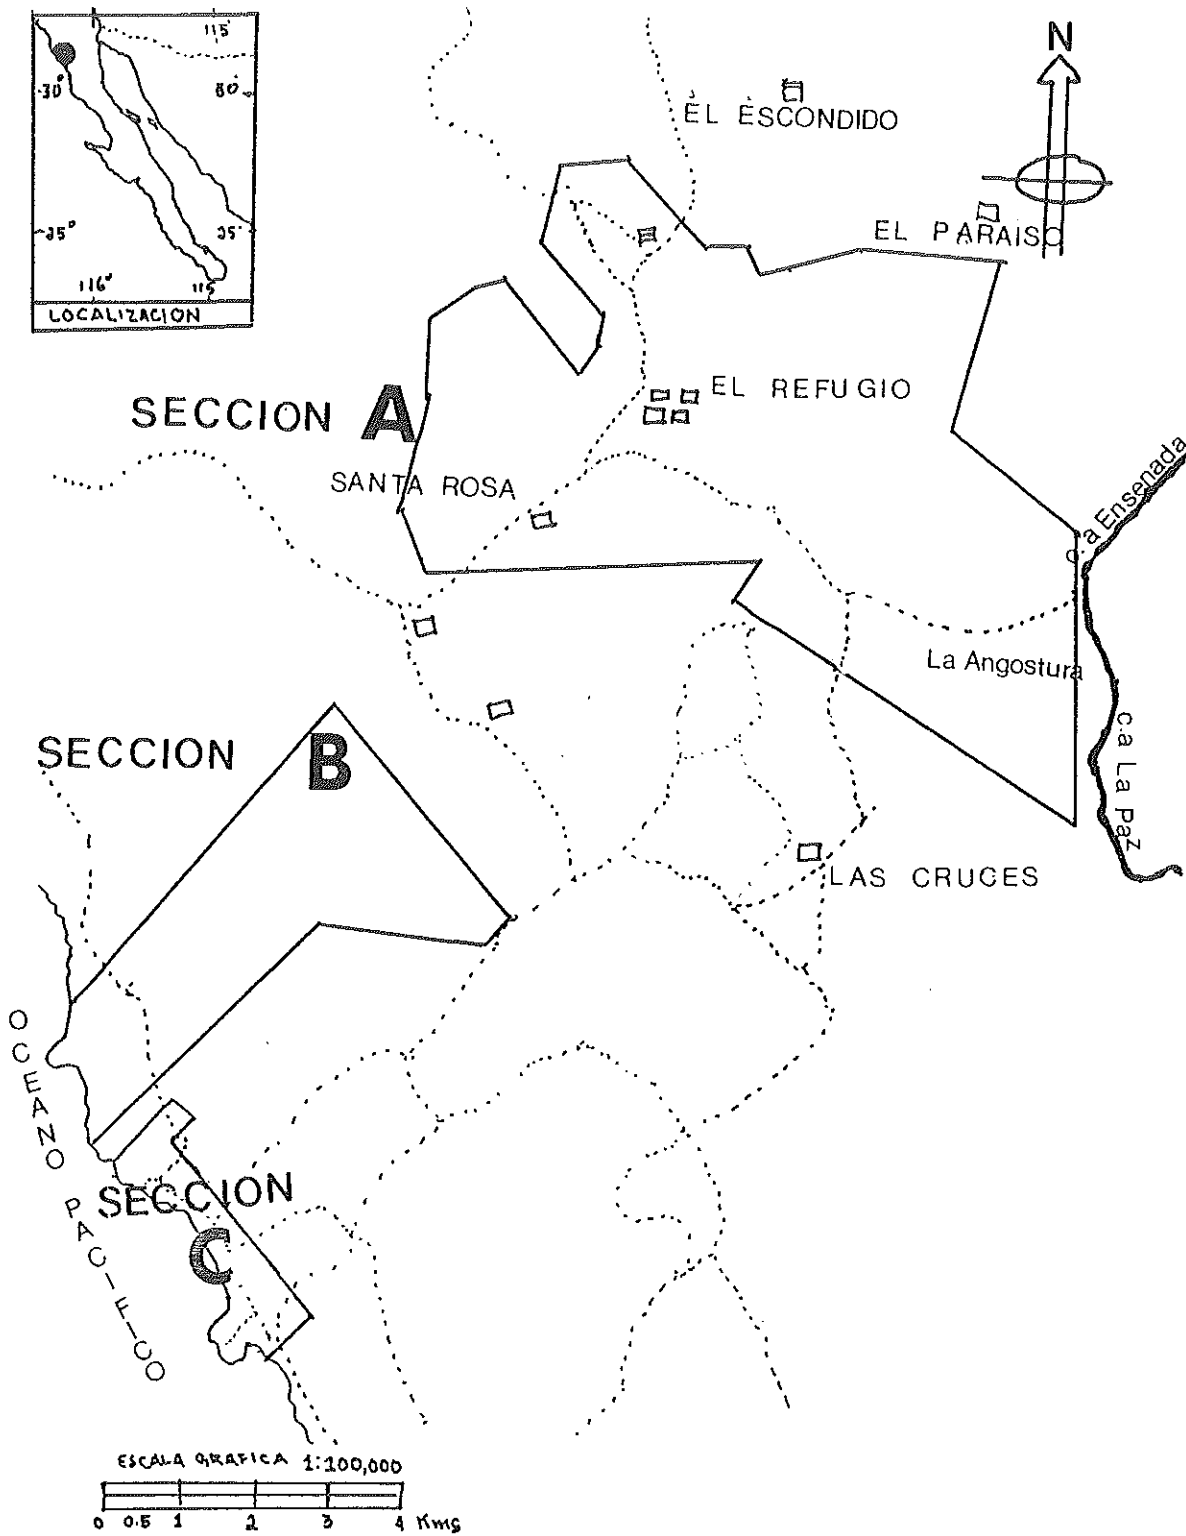 115°
30°
30°
25°
25°
116°
115
LOCALIZACION
N
EL ESCONDIDO
EL PARAISO
SECCION A
EL REFUGIO
SANTA ROSA
c. a Ensenada
La Angostura
c.a La Paz
SECCION B
LAS CRUCES
OCEANO PACIFICO
SECCION
C
ESCALA GRAFICA 1:100,000
0 0.5 1 2 3 4 Kms